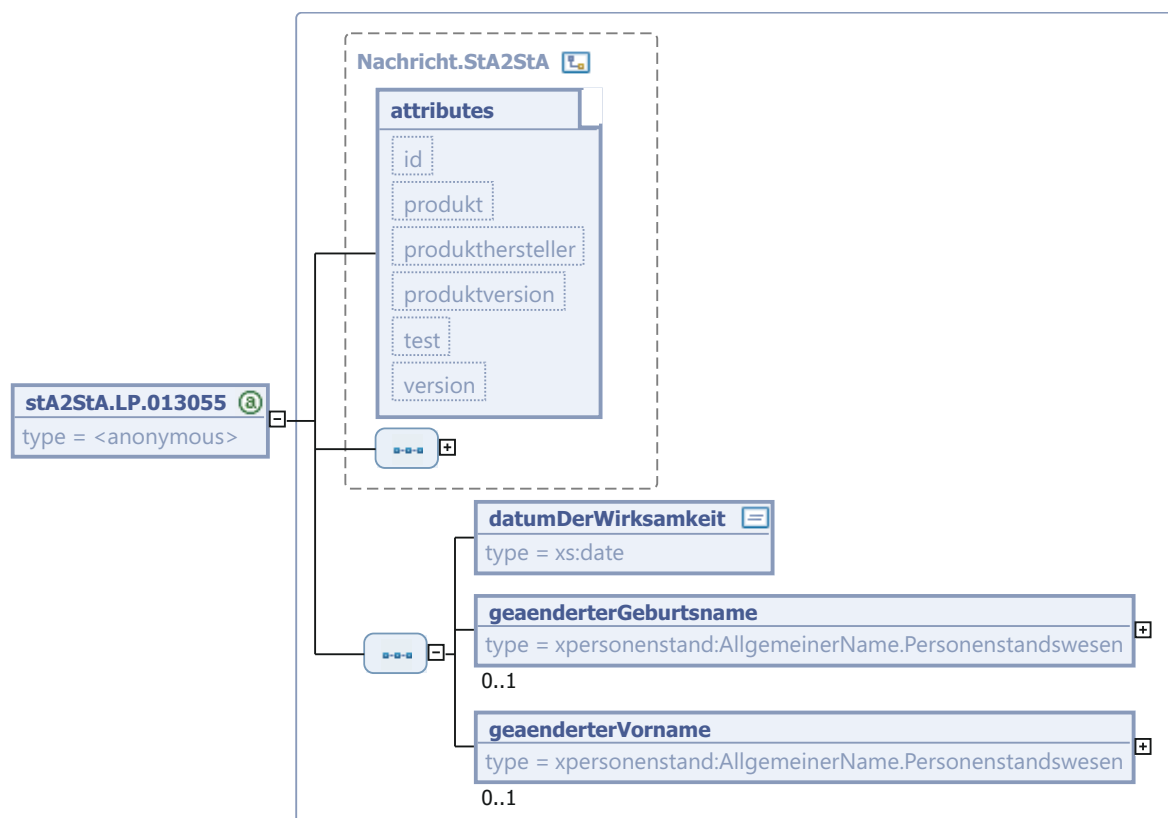 Nachricht.StA2StA
attributes
id
produkt
produkthersteller
produktversion
test
version
stA2StA.LP.013055
type = <anonymous>
datumDerWirksamkeit
type = xs:date
geaenderterGeburtsname
type = xpersonenstand:AllgemeinerName.Personenstandswesen
0..1
geaenderterVorname
type = xpersonenstand:AllgemeinerName.Personenstandswesen
0..1